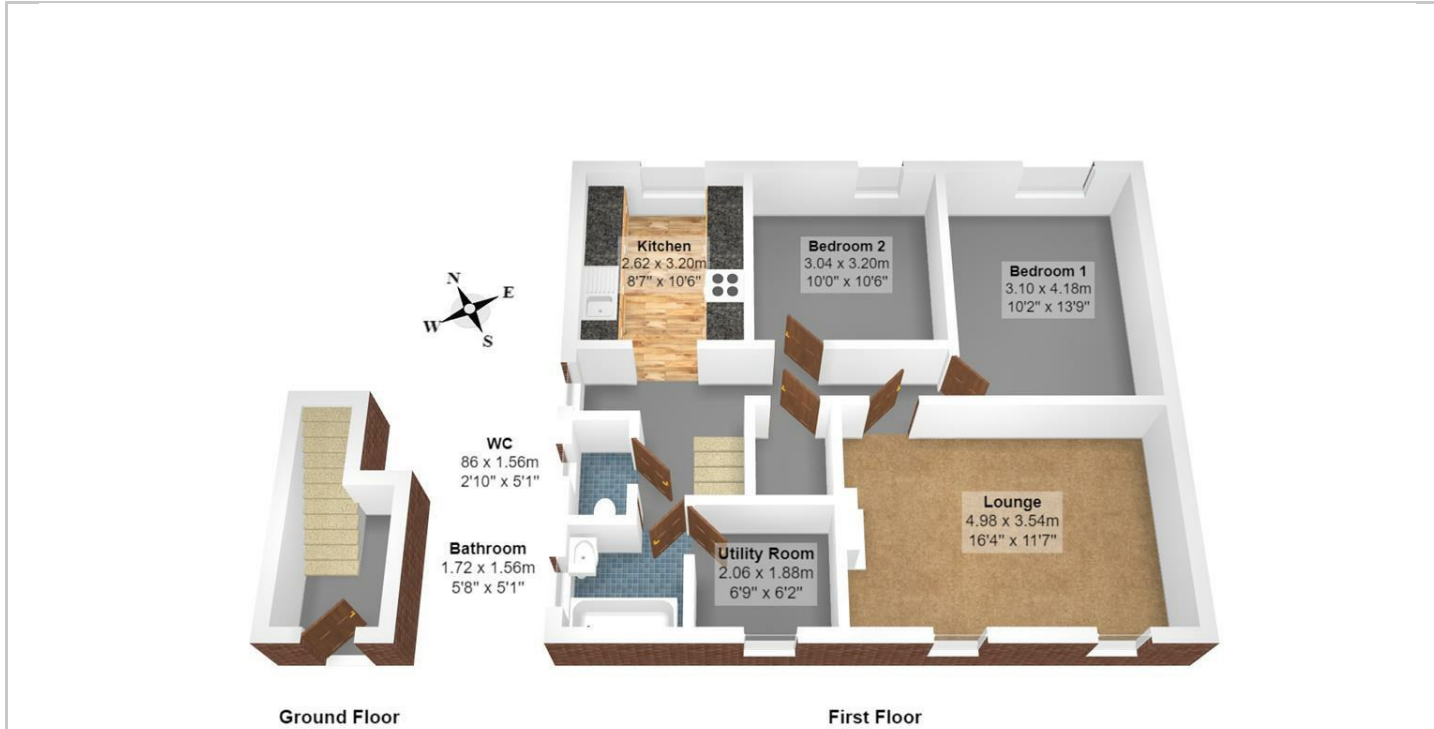 Kitchen
2.62 x 3.20m
8'7" x 10'6"
Bedroom 2
3.04 x 3.20m
10'0" x 10'6"
Bedroom 1
3.10 x 4.18m
10'2" x 13'9"
N
E
W
S
WC
86 x 1.56m
2'10" x 5'1"
Lounge
4.98 x 3.54m
16'4" x 11'7"
Bathroom
1.72 x 1.56m
5'8" x 5'1"
Utility Room
2.06 x 1.88m
6'9" x 6'2"
Ground Floor
First Floor